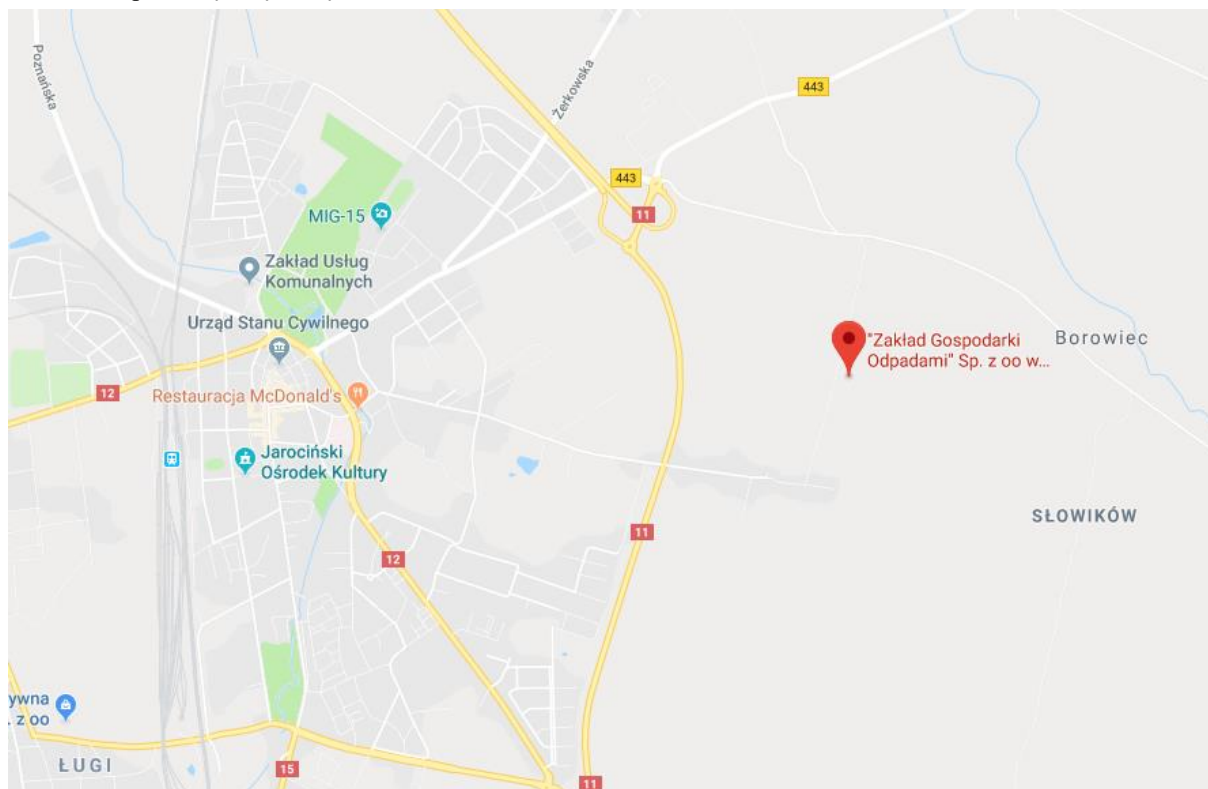 Poznańska
Żerkowska
443
443
11
MIG-15
Zakład Usług
Komunalnych
Urząd Stanu Cywilnego
"Zakład Gospodarki
Odpadami" Sp. z oo w...
Borowiec
12
Restauracja McDonald's
Jarociński
Ośrodek Kultury
SŁOWIKÓW
11
12
ywna
. z oo
ŁUGI
15
11